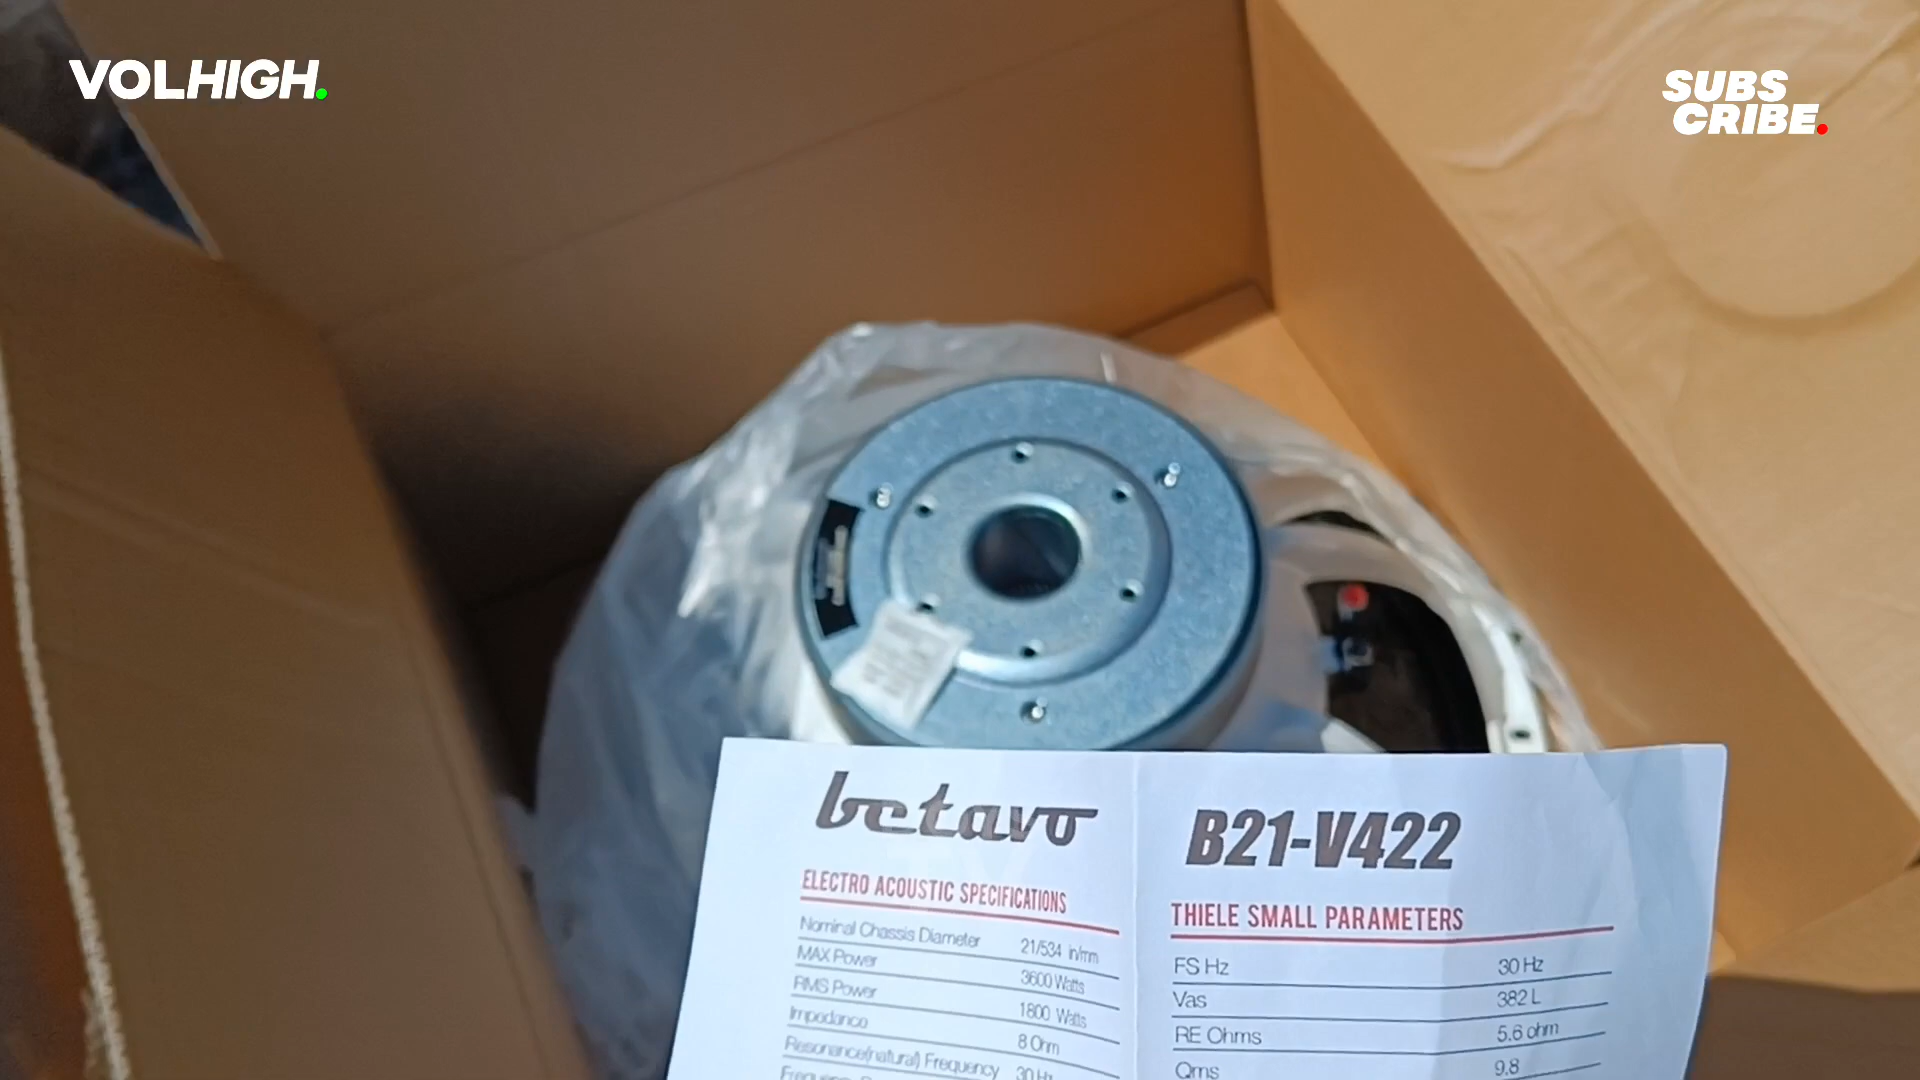 VOLHIGH.
SUBS
CRIBE.
betavo
B21-V422
ELECTRO ACOUSTIC SPECIFICATIONS
Nominal Chassis Diameter 21/534 in/mm
MAX Power 3600 Watts
RMS Power 1800 Watts
Impedance 8 Ohm
Resonance(natural) Frequency 30 Hz
THIELE SMALL PARAMETERS
FS Hz 30 Hz
Vas 382 L
RE Ohms 5.6 ohm
Qms 9.8